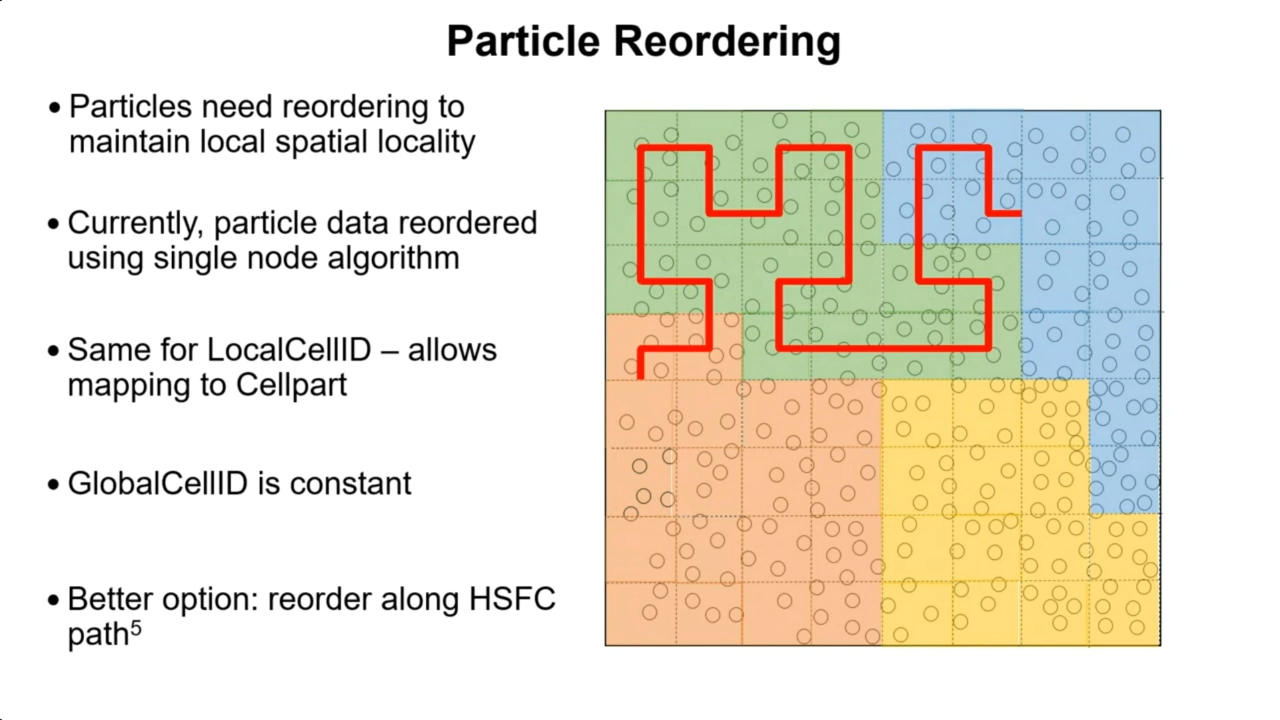 Particle Reordering
• Particles need reordering to
maintain local spatial locality
• Currently, particle data reordered
using single node algorithm
• Same for LocalCellID – allows
mapping to Cellpart
• GlobalCellID is constant
• Better option: reorder along HSFC
path⁵